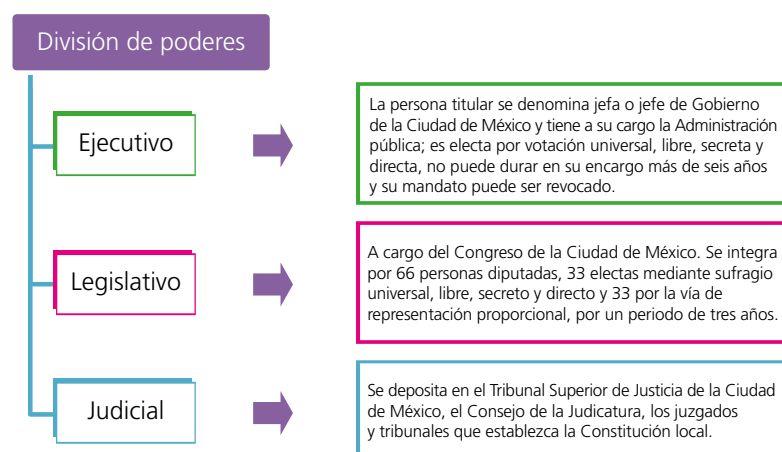 División de poderes
Ejecutivo
La persona titular se denomina jefa o jefe de Gobierno
de la Ciudad de México y tiene a su cargo la Administración
pública; es electa por votación universal, libre, secreta y
directa, no puede durar en su encargo más de seis años
y su mandato puede ser revocado.
Legislativo
A cargo del Congreso de la Ciudad de México. Se integra
por 66 personas diputadas, 33 electas mediante sufragio
universal, libre, secreto y directo y 33 por la vía de
representación proporcional, por un periodo de tres años.
Judicial
Se deposita en el Tribunal Superior de Justicia de la Ciudad
de México, el Consejo de la Judicatura, los juzgados
y tribunales que establezca la Constitución local.